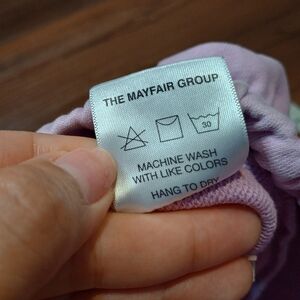 THE MAYFAIR GROUP
30
MACHINE WASH
WITH LIKE COLORS
HANG TO DRY